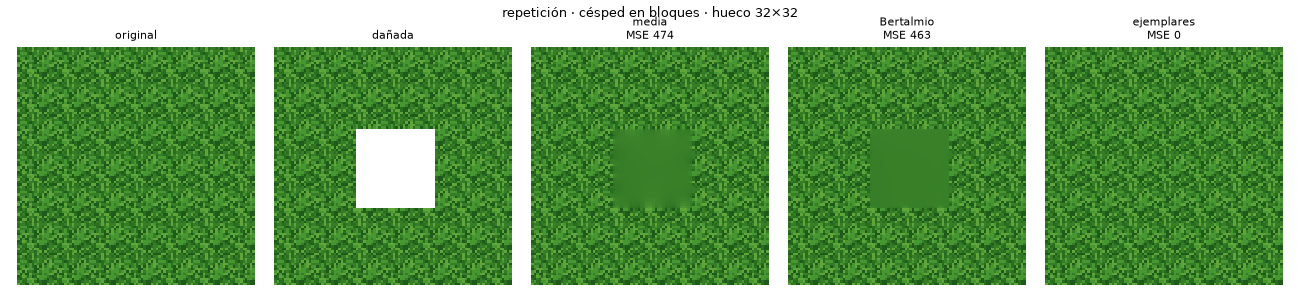 repetición · césped en bloques · hueco 32×32
original
dañada
media
MSE 474
Bertalmio
MSE 463
ejemplares
MSE 0